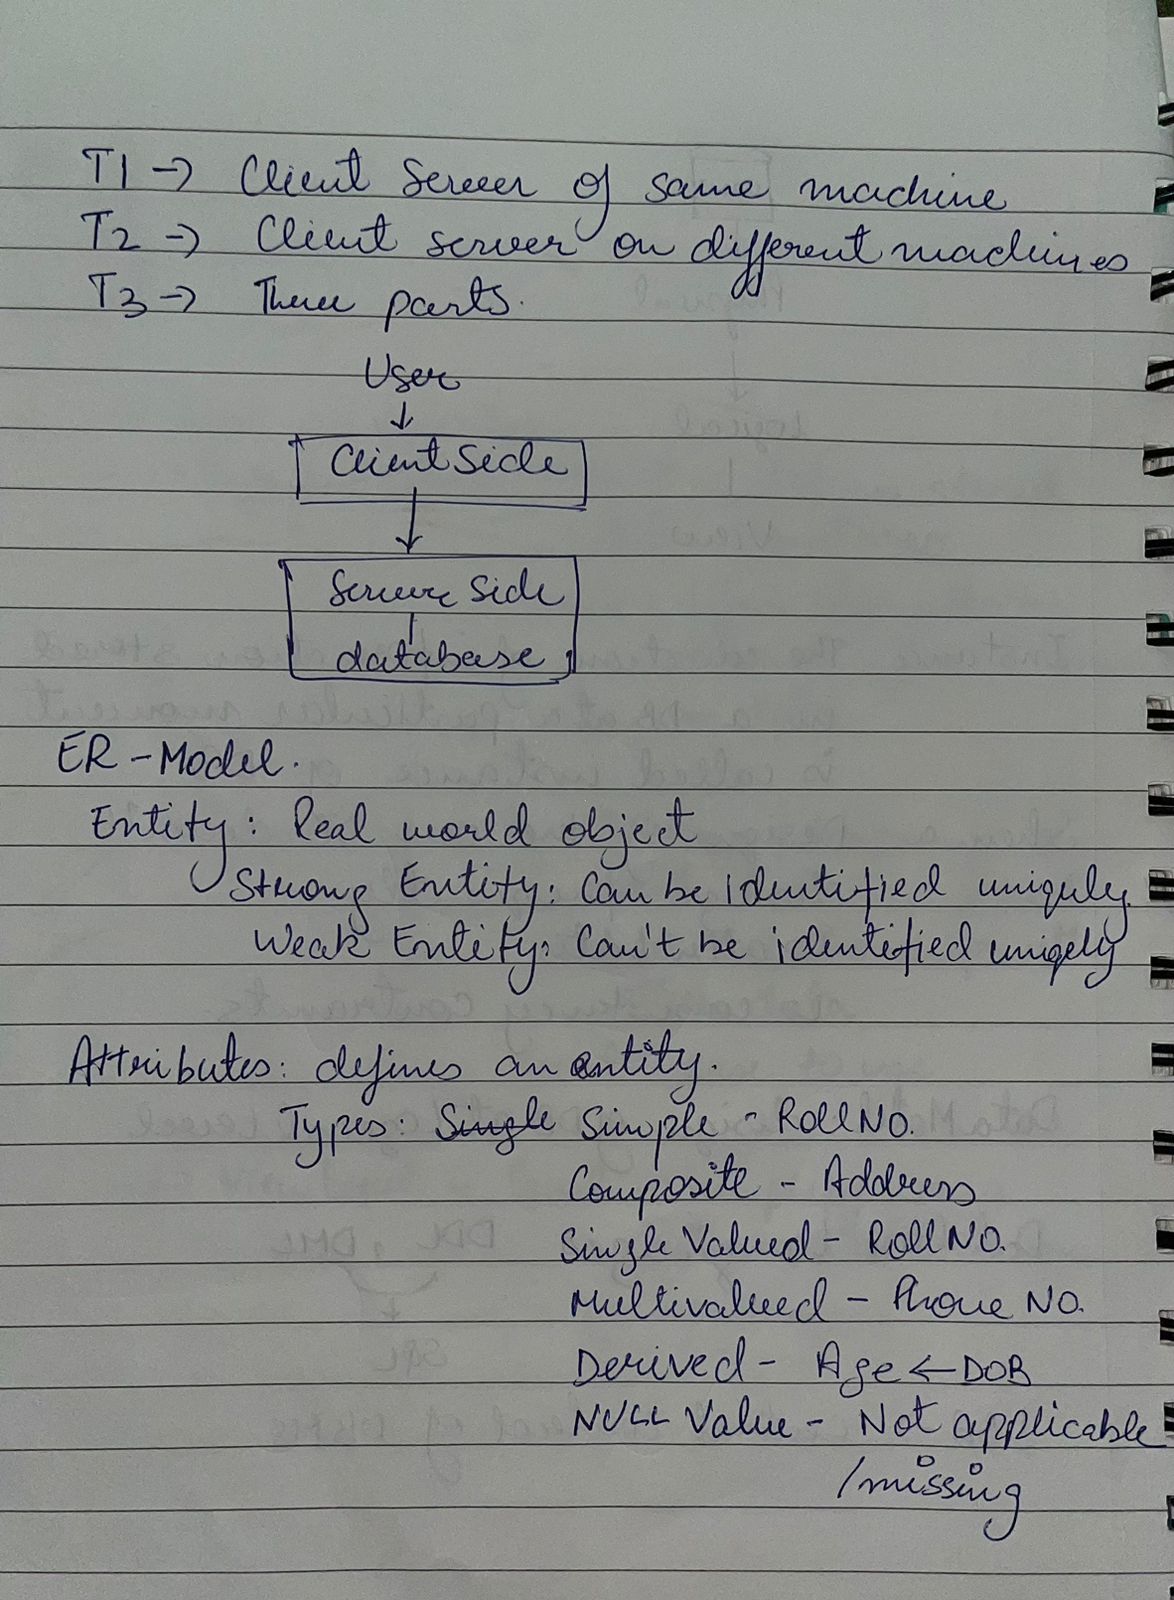 T1 → Client Server of same machine
T2 → Client server on different machines
T3 → Three parts.
User
↓
Client Side
↓
Server Side
database
ER - Model.
Entity: Real world object
Strong Entity: Can be identified uniquely.
Weak Entity: Can't be identified uniqely
Attributes: defines an entity.
Types: Single Simple - Roll No.
Composite - Address
Single Valued - Roll No.
Multivalued - Phone No.
Derived - Age ← DOB
NULL Value - Not applicable
/missing